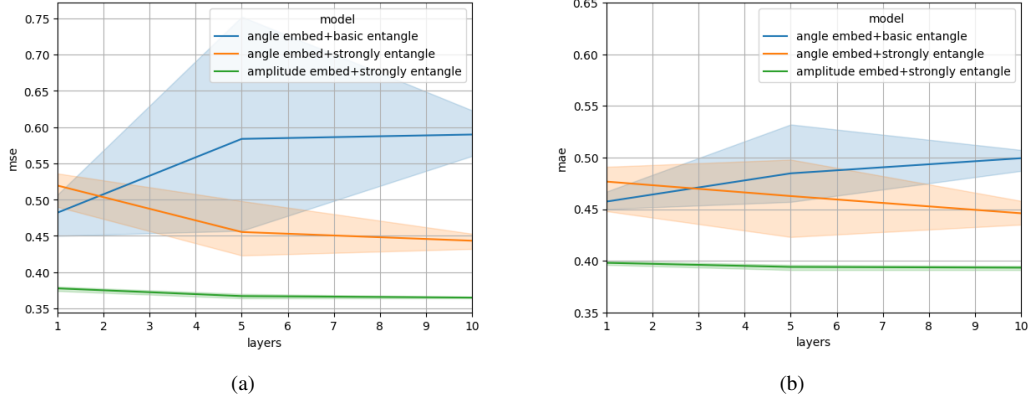 model
angle embed+basic entangle
angle embed+strongly entangle
amplitude embed+strongly entangle
0.75
0.70
0.65
0.60
0.55
0.50
0.45
0.40
0.35
mse
1 2 3 4 5 6 7 8 9 10
layers
(a)
model
angle embed+basic entangle
angle embed+strongly entangle
amplitude embed+strongly entangle
0.65
0.60
0.55
0.50
0.45
0.40
0.35
mae
1 2 3 4 5 6 7 8 9 10
layers
(b)